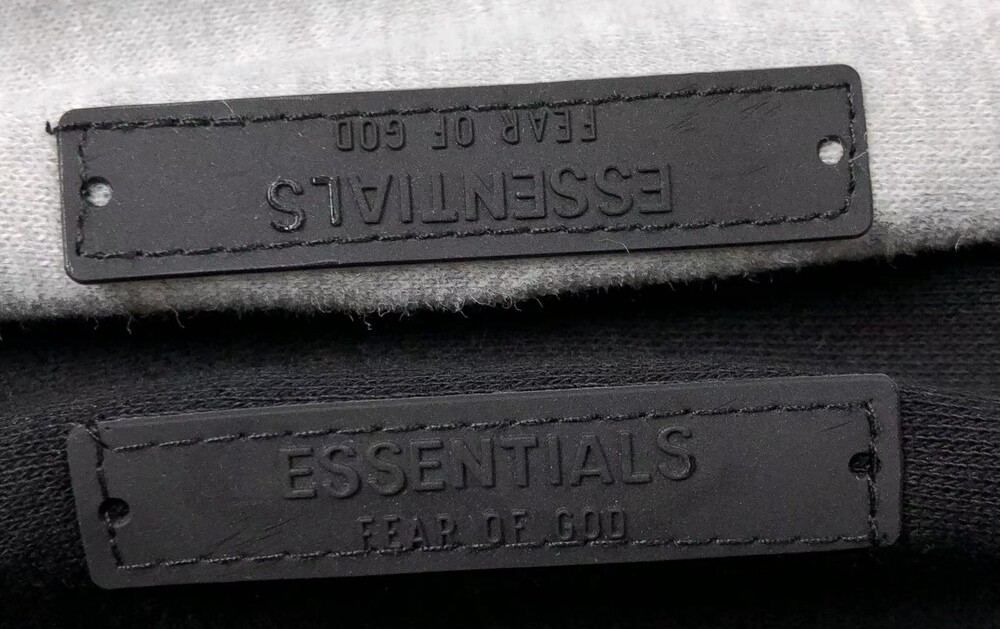 ESSENTIALS
FEAR OF GOD
ESSENTIALS
FEAR OF GOD